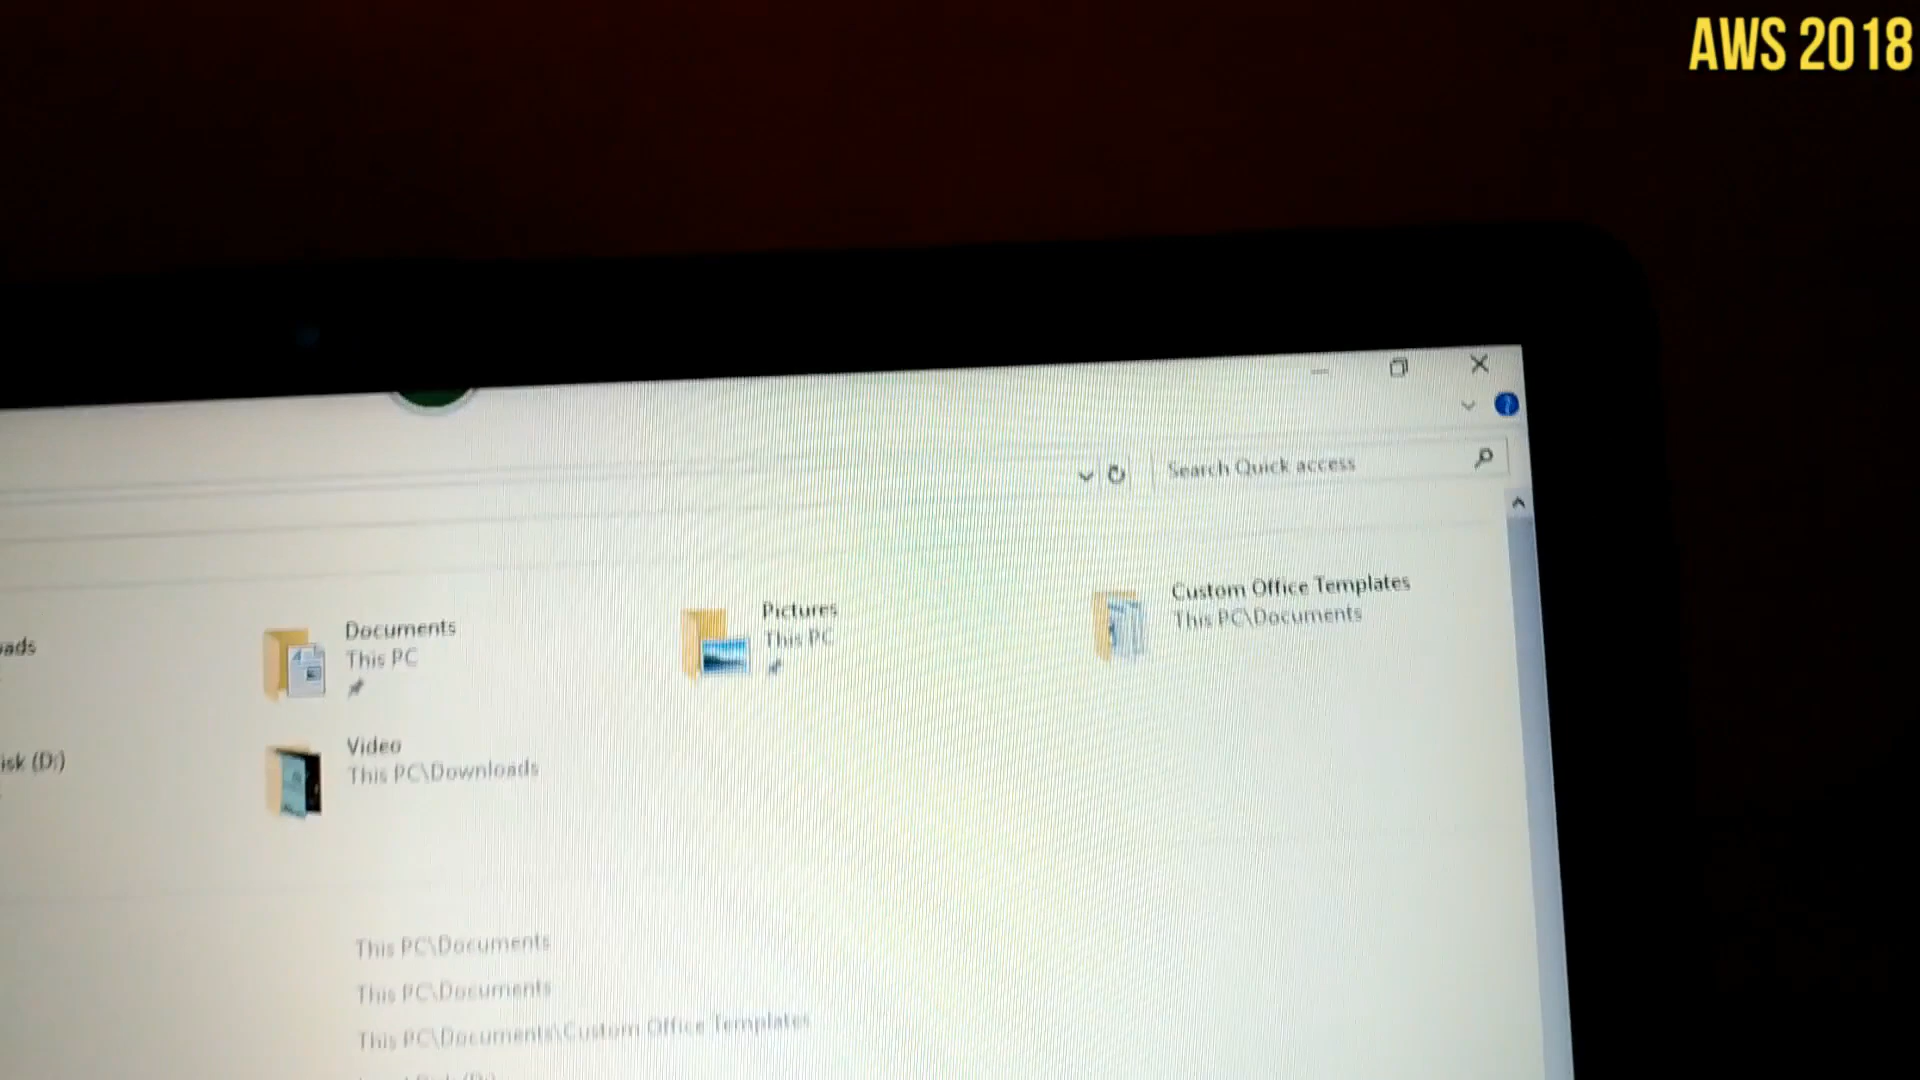 AWS 2018
Search Quick access
oads
Documents
This PC
Pictures
This PC
Custom Office Templates
This PC\Documents
isk (D:)
Video
This PC\Downloads
This PC\Documents
This PC\Documents
This PC\Documents\Custom Office Templates